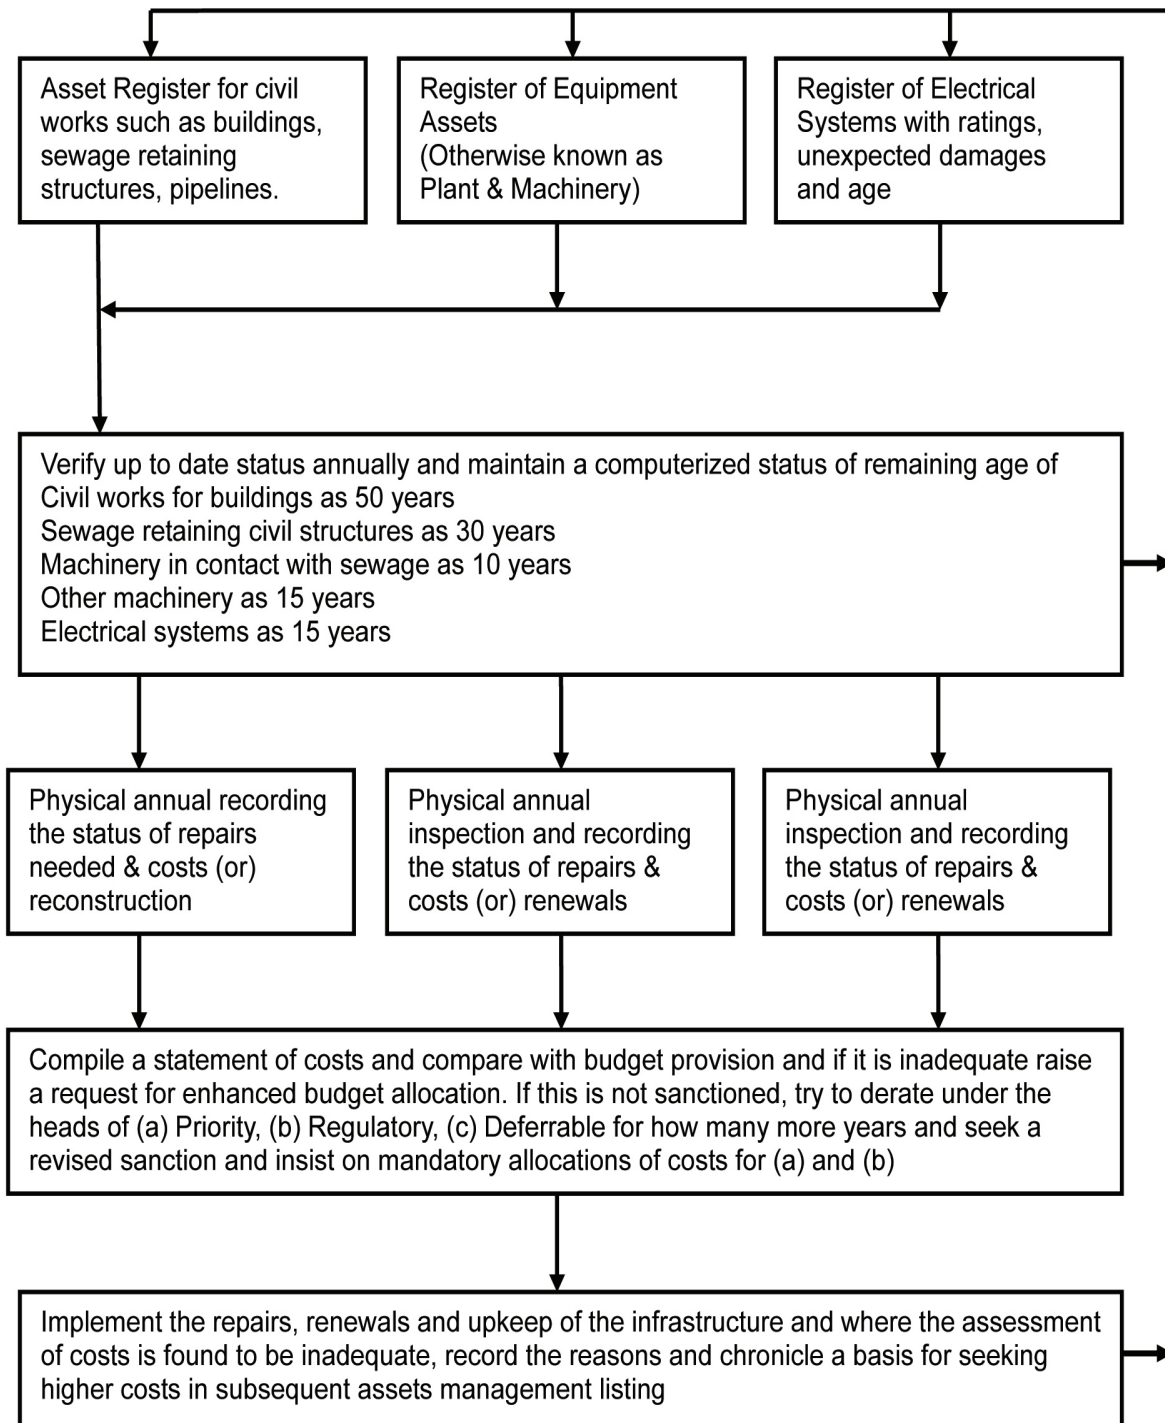 Asset Register for civil
works such as buildings,
sewage retaining
structures, pipelines.
Register of Equipment
Assets
(Otherwise known as
Plant & Machinery)
Register of Electrical
Systems with ratings,
unexpected damages
and age
Verify up to date status annually and maintain a computerized status of remaining age of
Civil works for buildings as 50 years
Sewage retaining civil structures as 30 years
Machinery in contact with sewage as 10 years
Other machinery as 15 years
Electrical systems as 15 years
Physical annual recording
the status of repairs
needed & costs (or)
reconstruction
Physical annual
inspection and recording
the status of repairs &
costs (or) renewals
Physical annual
inspection and recording
the status of repairs &
costs (or) renewals
Compile a statement of costs and compare with budget provision and if it is inadequate raise
a request for enhanced budget allocation. If this is not sanctioned, try to derate under the
heads of (a) Priority, (b) Regulatory, (c) Deferrable for how many more years and seek a
revised sanction and insist on mandatory allocations of costs for (a) and (b)
Implement the repairs, renewals and upkeep of the infrastructure and where the assessment
of costs is found to be inadequate, record the reasons and chronicle a basis for seeking
higher costs in subsequent assets management listing